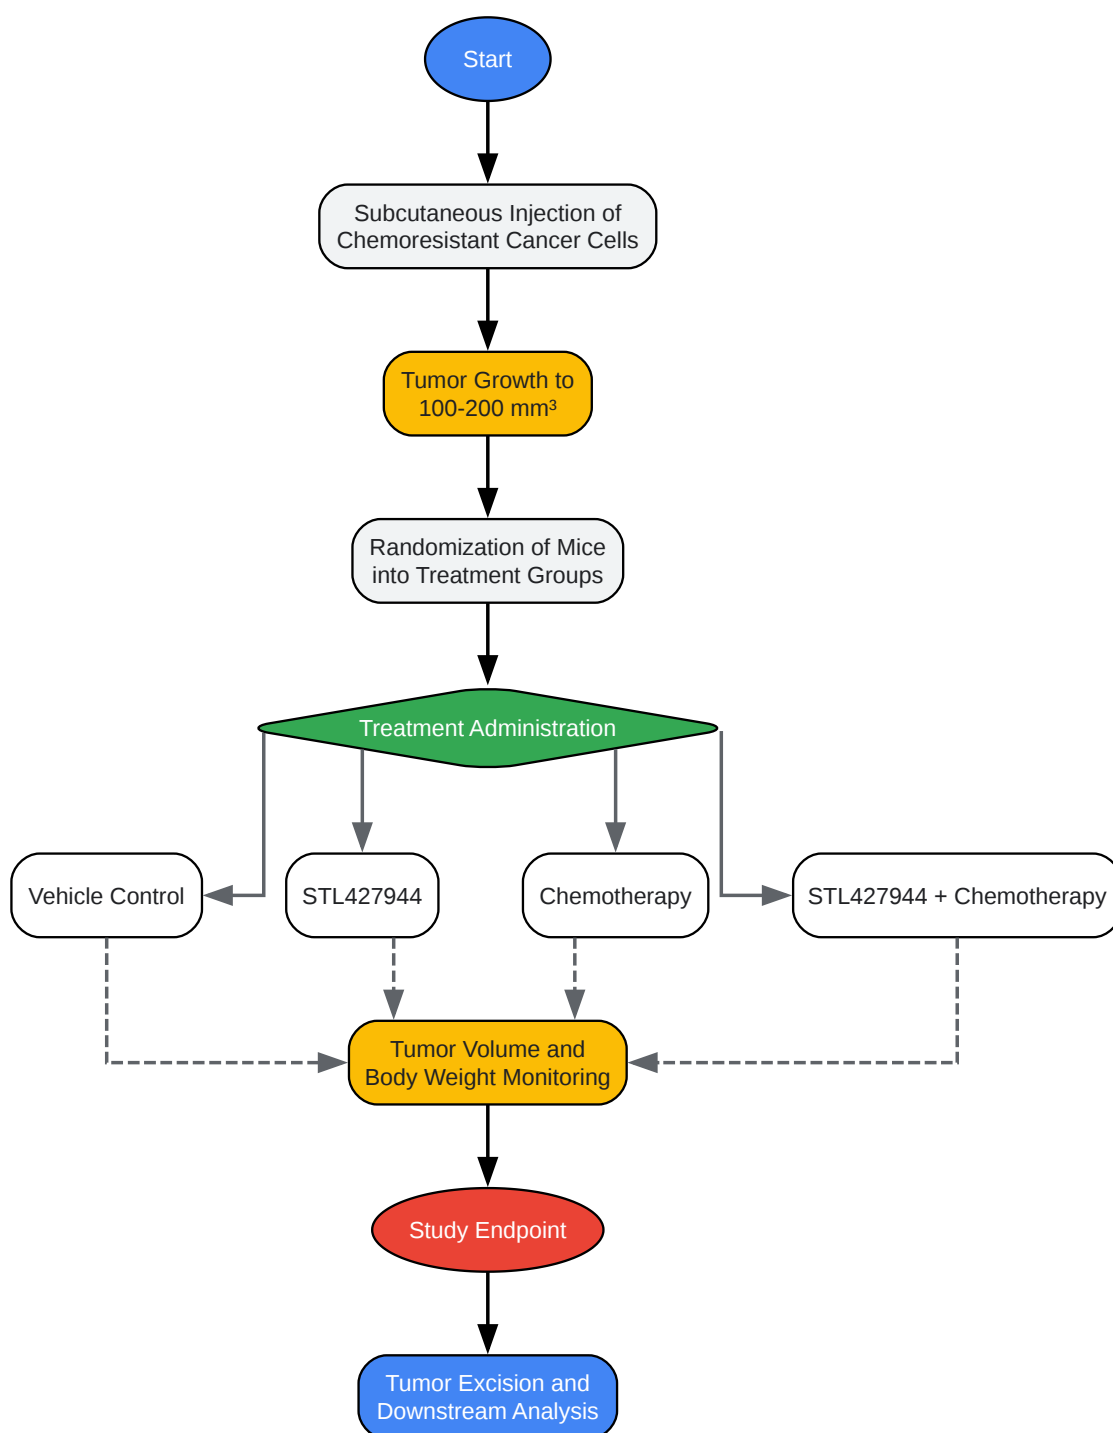 Start
Subcutaneous Injection of
Chemoresistant Cancer Cells
Tumor Growth to
100-200 mm³
Randomization of Mice
into Treatment Groups
Treatment Administration
Vehicle Control
STL427944
Chemotherapy
STL427944 + Chemotherapy
Tumor Volume and
Body Weight Monitoring
Study Endpoint
Tumor Excision and
Downstream Analysis